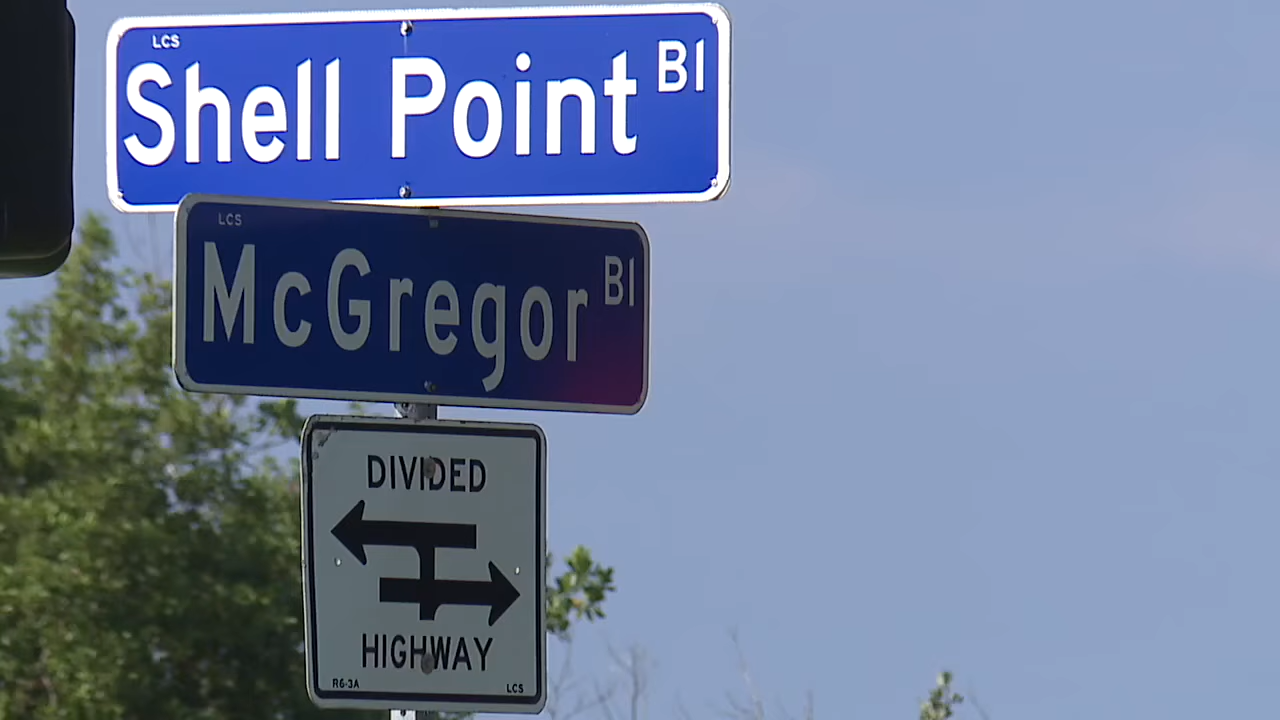 LCS
Shell Point Bl
LCS
McGregor Bl
DIVIDED
HIGHWAY
R6-3A LCS